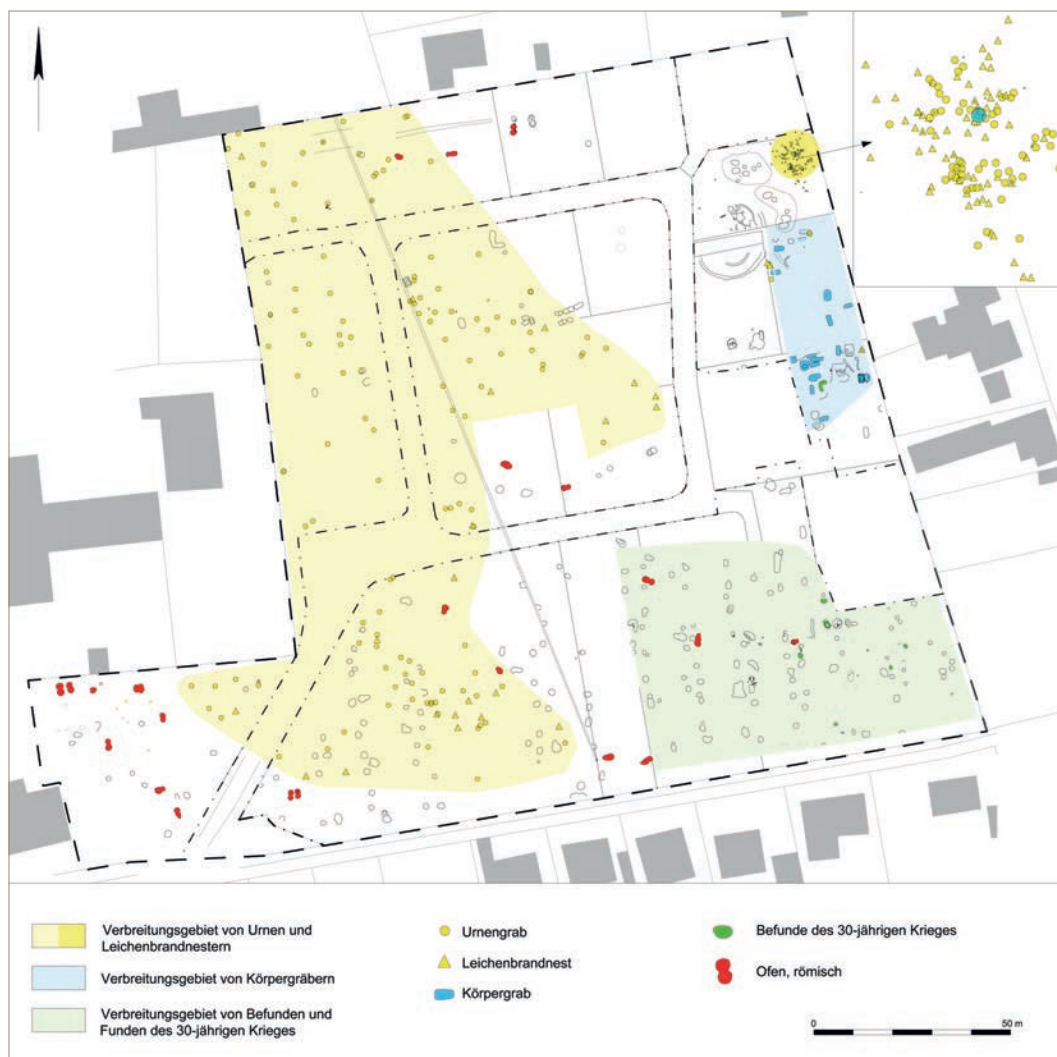 Verbreitungsgebiet von Urnen und
Leichenbrandnestern
Verbreitungsgebiet von Körpergräbern
Verbreitungsgebiet von Befunden und
Funden des 30-jährigen Krieges
Urnengrab
Leichenbrandnest
Körpergrab
Befunde des 30-jährigen Krieges
Ofen, römisch
0 50 m